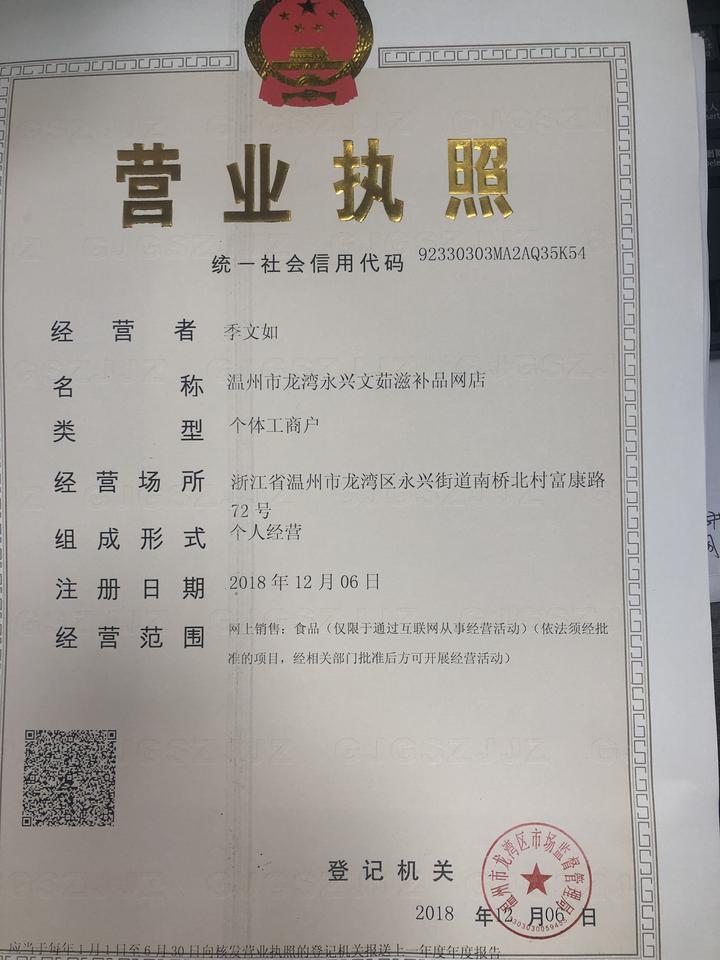 营业执照
统一社会信用代码 92330303MA2AQ35K54
经营者 季文如
名称 温州市龙湾永兴文茹滋补品网店
类型 个体工商户
经营场所 浙江省温州市龙湾区永兴街道南桥北村富康路
72号
组成形式 个人经营
注册日期 2018年12月06日
经营范围 网上销售：食品（仅限于通过互联网从事经营活动）（依法须经批
准的项目，经相关部门批准后方可开展经营活动）
登记机关
温州市龙湾区市场监督管理局
2018 年12 月06 日
应当于每年1月1日至6月30日向核发营业执照的登记机关报送上一年度年度报告